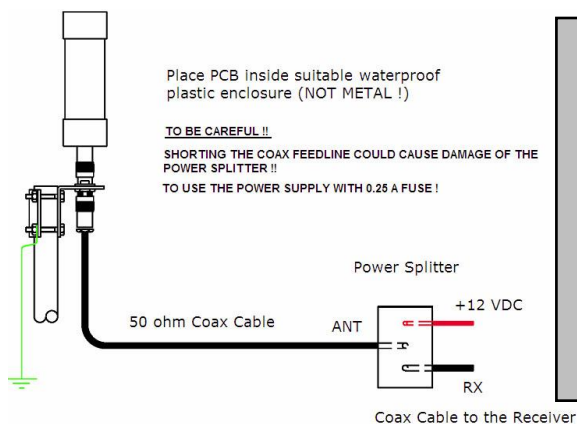 Place PCB inside suitable waterproof
plastic enclosure (NOT METAL !)
TO BE CAREFUL !!
SHORTING THE COAX FEEDLINE COULD CAUSE DAMAGE OF THE
POWER SPLITTER !!
TO USE THE POWER SUPPLY WITH 0.25 A FUSE !
Power Splitter
+12 VDC
50 ohm Coax Cable
ANT
RX
Coax Cable to the Receiver